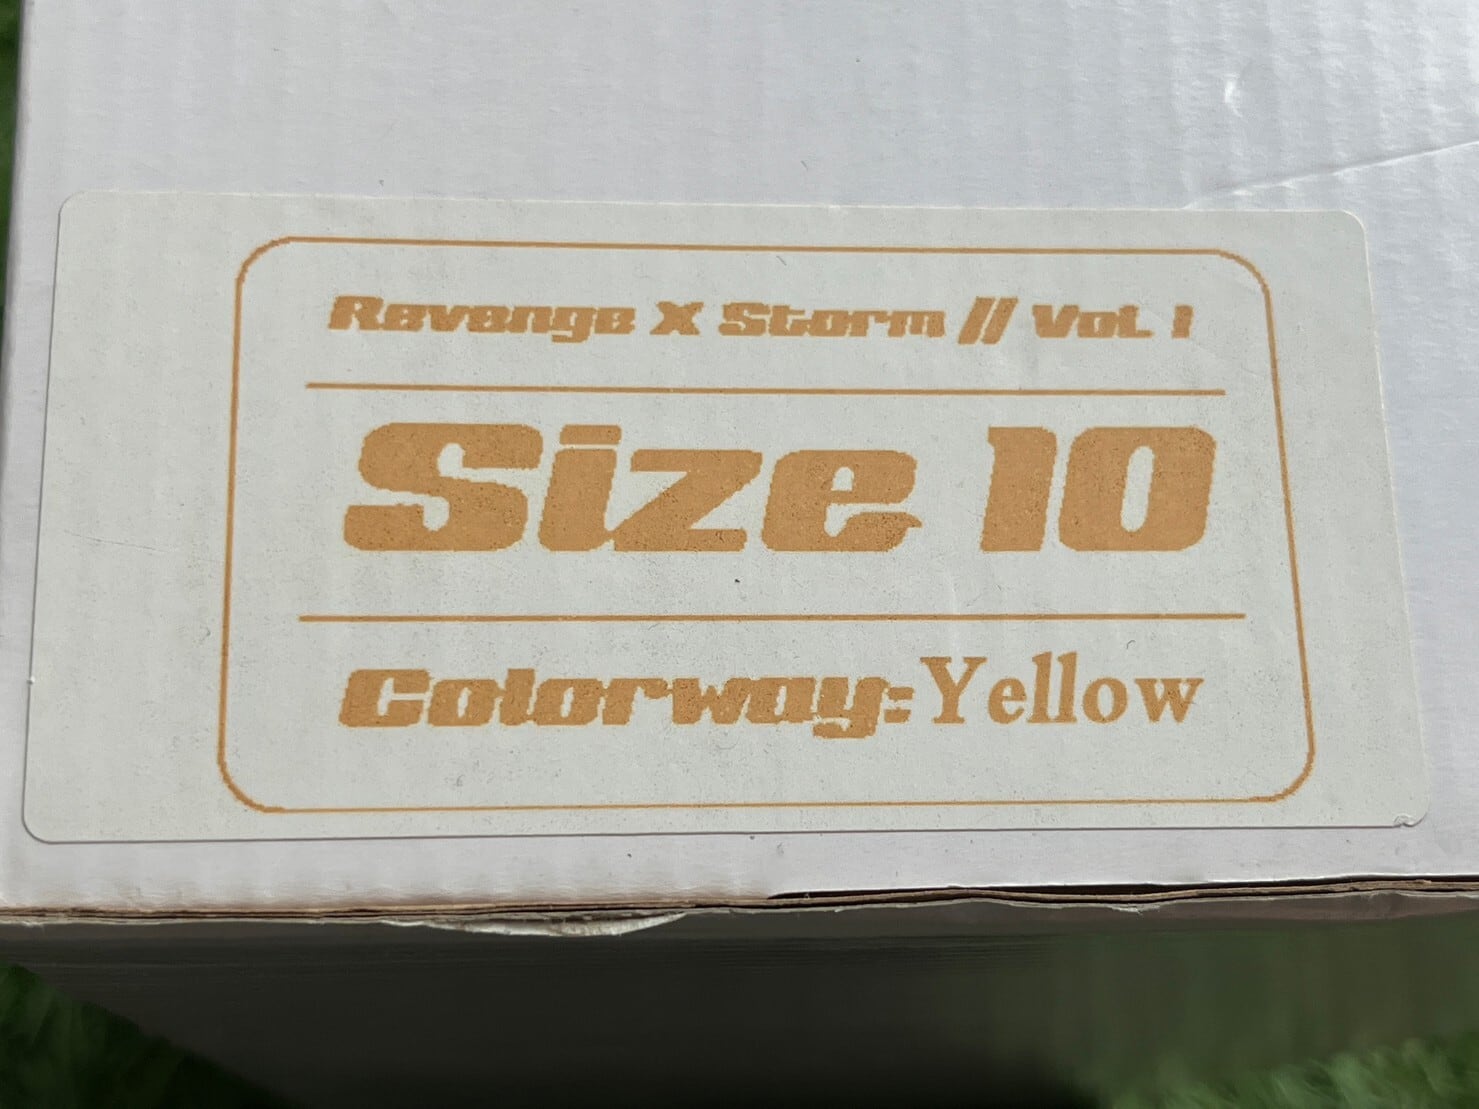 Revenge X Storm // Vol. 1
Size 10
Colorway:Yellow